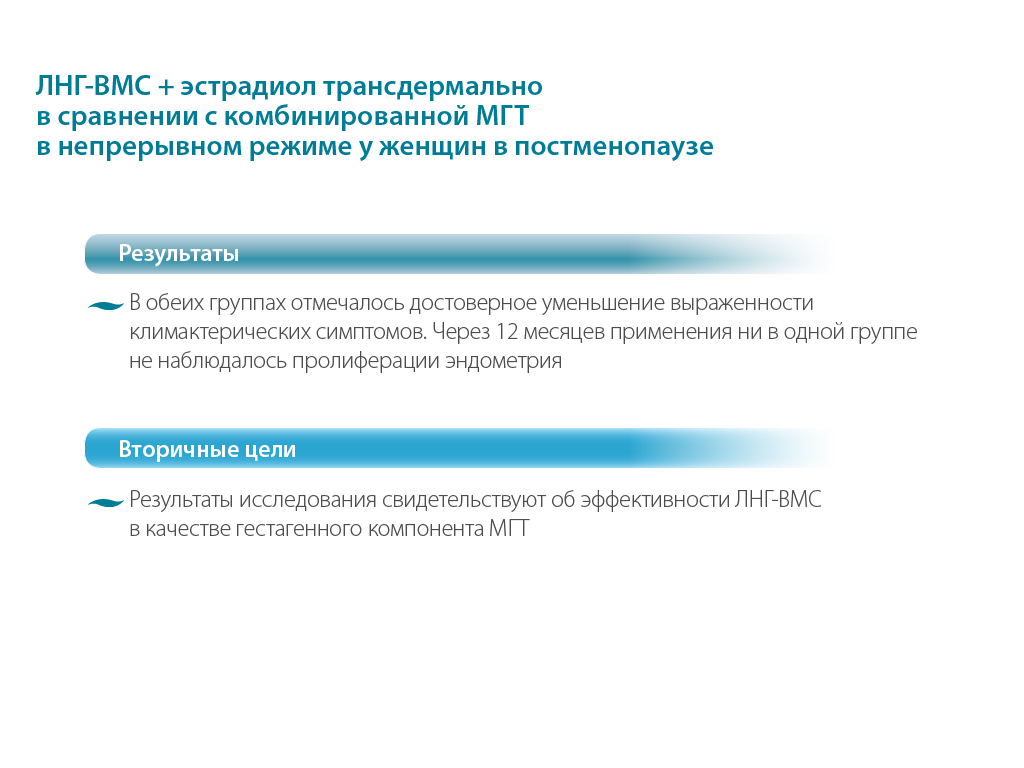 ЛНГ-ВМС + эстрадиол трансдермально
в сравнении с комбинированной МГТ
в непрерывном режиме у женщин в постменопаузе
Результаты
В обеих группах отмечалось достоверное уменьшение выраженности
климактерических симптомов. Через 12 месяцев применения ни в одной группе
не наблюдалось пролиферации эндометрия
Вторичные цели
Результаты исследования свидетельствуют об эффективности ЛНГ-ВМС
в качестве гестагенного компонента МГТ